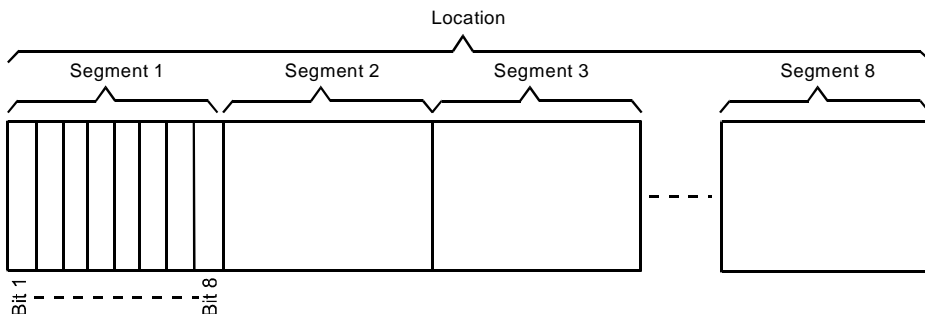 Location
Segment 1
Segment 2
Segment 3
Segment 8
Bit 1
Bit 8